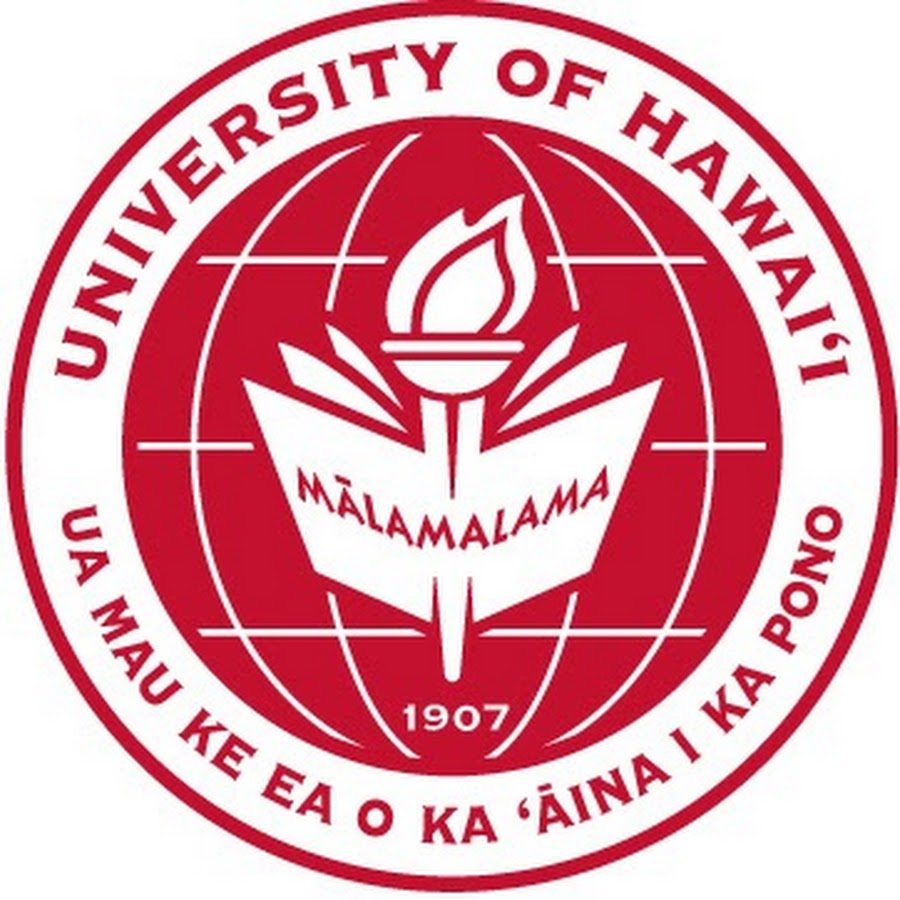 UNIVERSITY OF HAWAIʻI
MĀLAMALAMA
1907
UA MAU KE EA O KA ʻĀINA I KA PONO